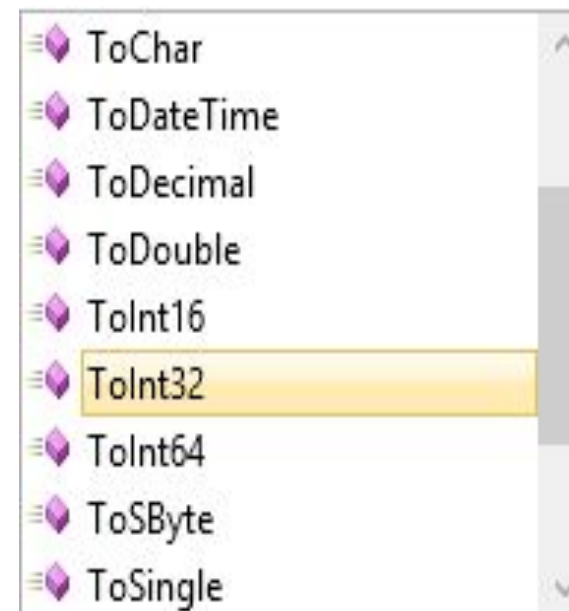 ToChar
ToDateTime
ToDecimal
ToDouble
ToInt16
ToInt32
ToInt64
ToSByte
ToSingle